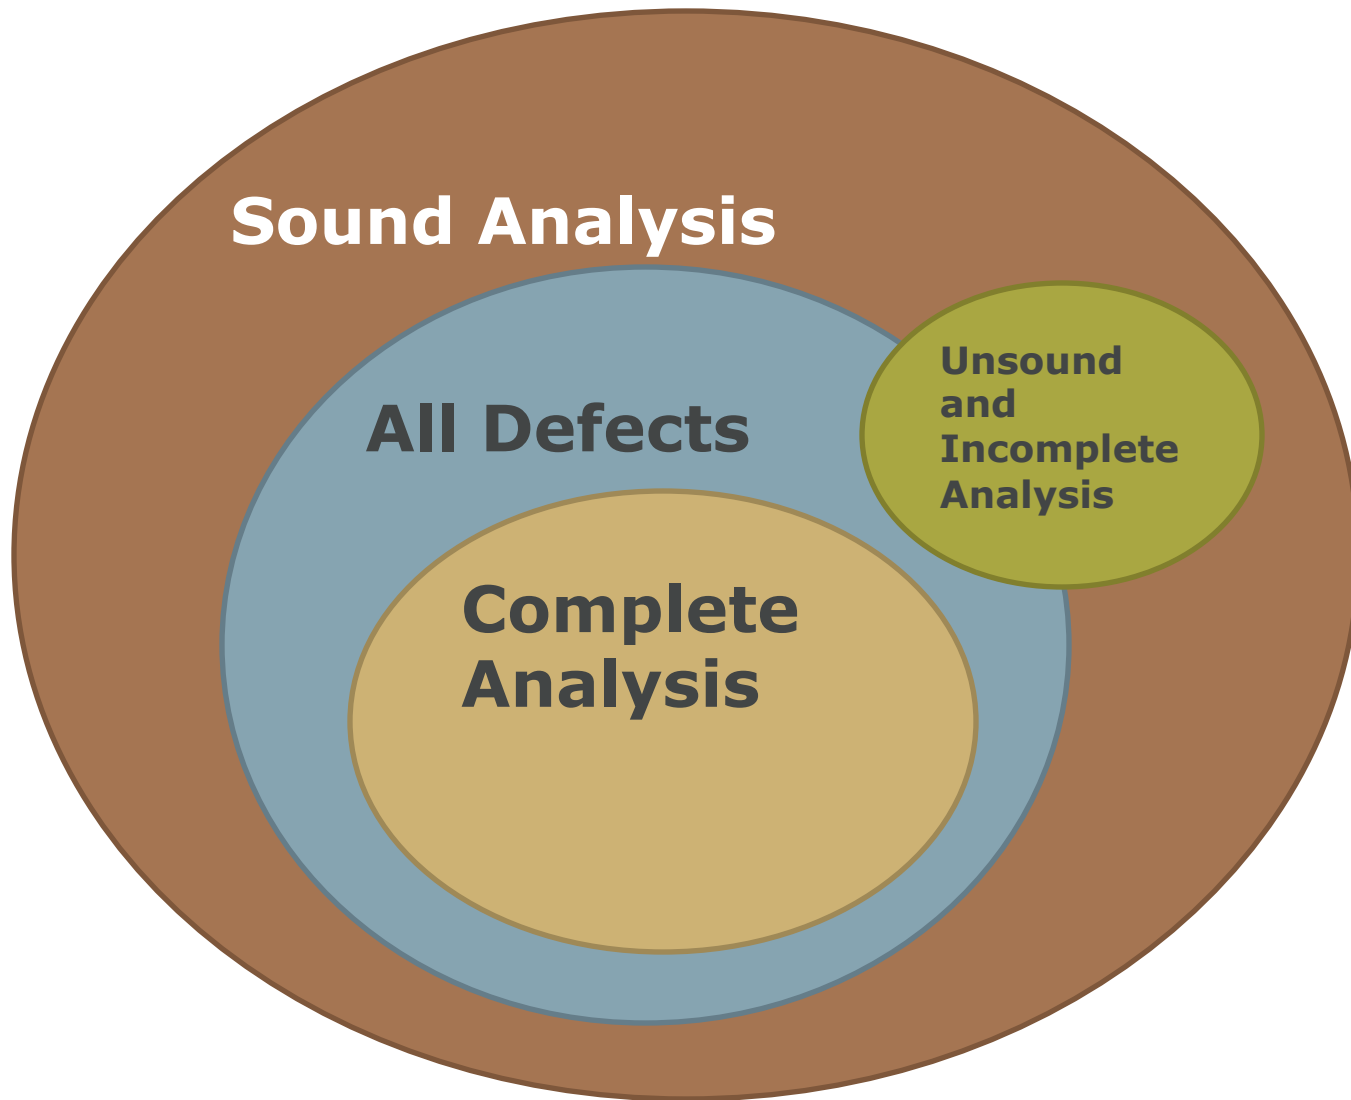 Sound Analysis
All Defects
Unsound
and
Incomplete
Analysis
Complete
Analysis